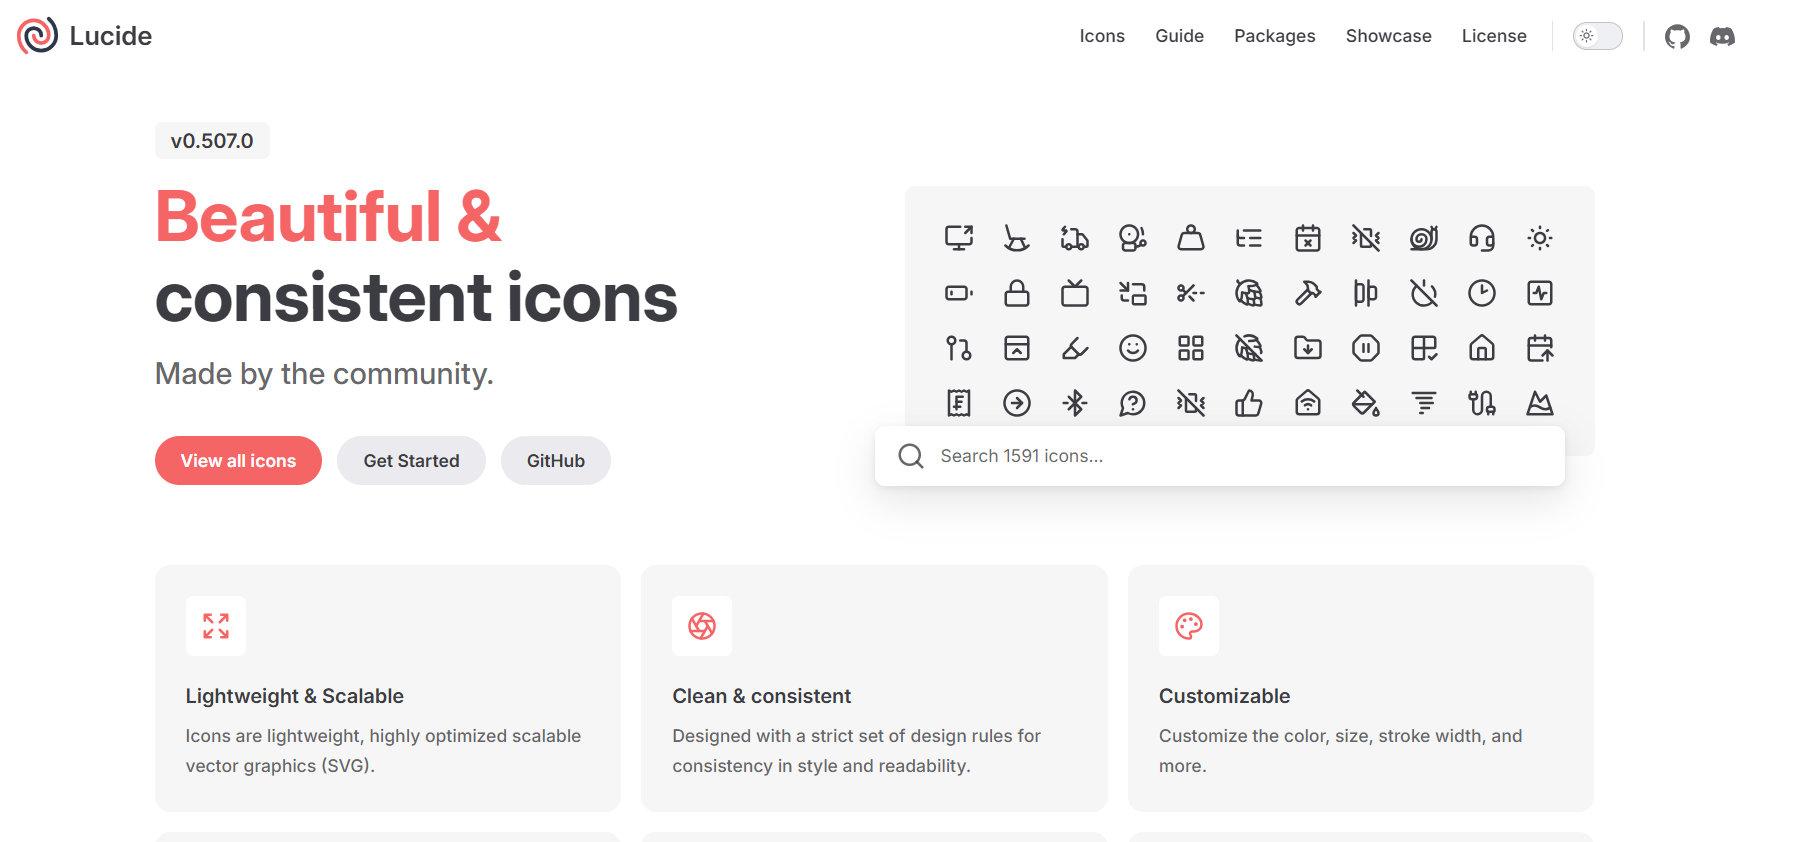 Lucide
Icons
Guide
Packages
Showcase
License
v0.507.0
Beautiful &
consistent icons
Made by the community.
View all icons
Get Started
GitHub
Search 1591 icons...
Lightweight & Scalable
Icons are lightweight, highly optimized scalable
vector graphics (SVG).
Clean & consistent
Designed with a strict set of design rules for
consistency in style and readability.
Customizable
Customize the color, size, stroke width, and
more.